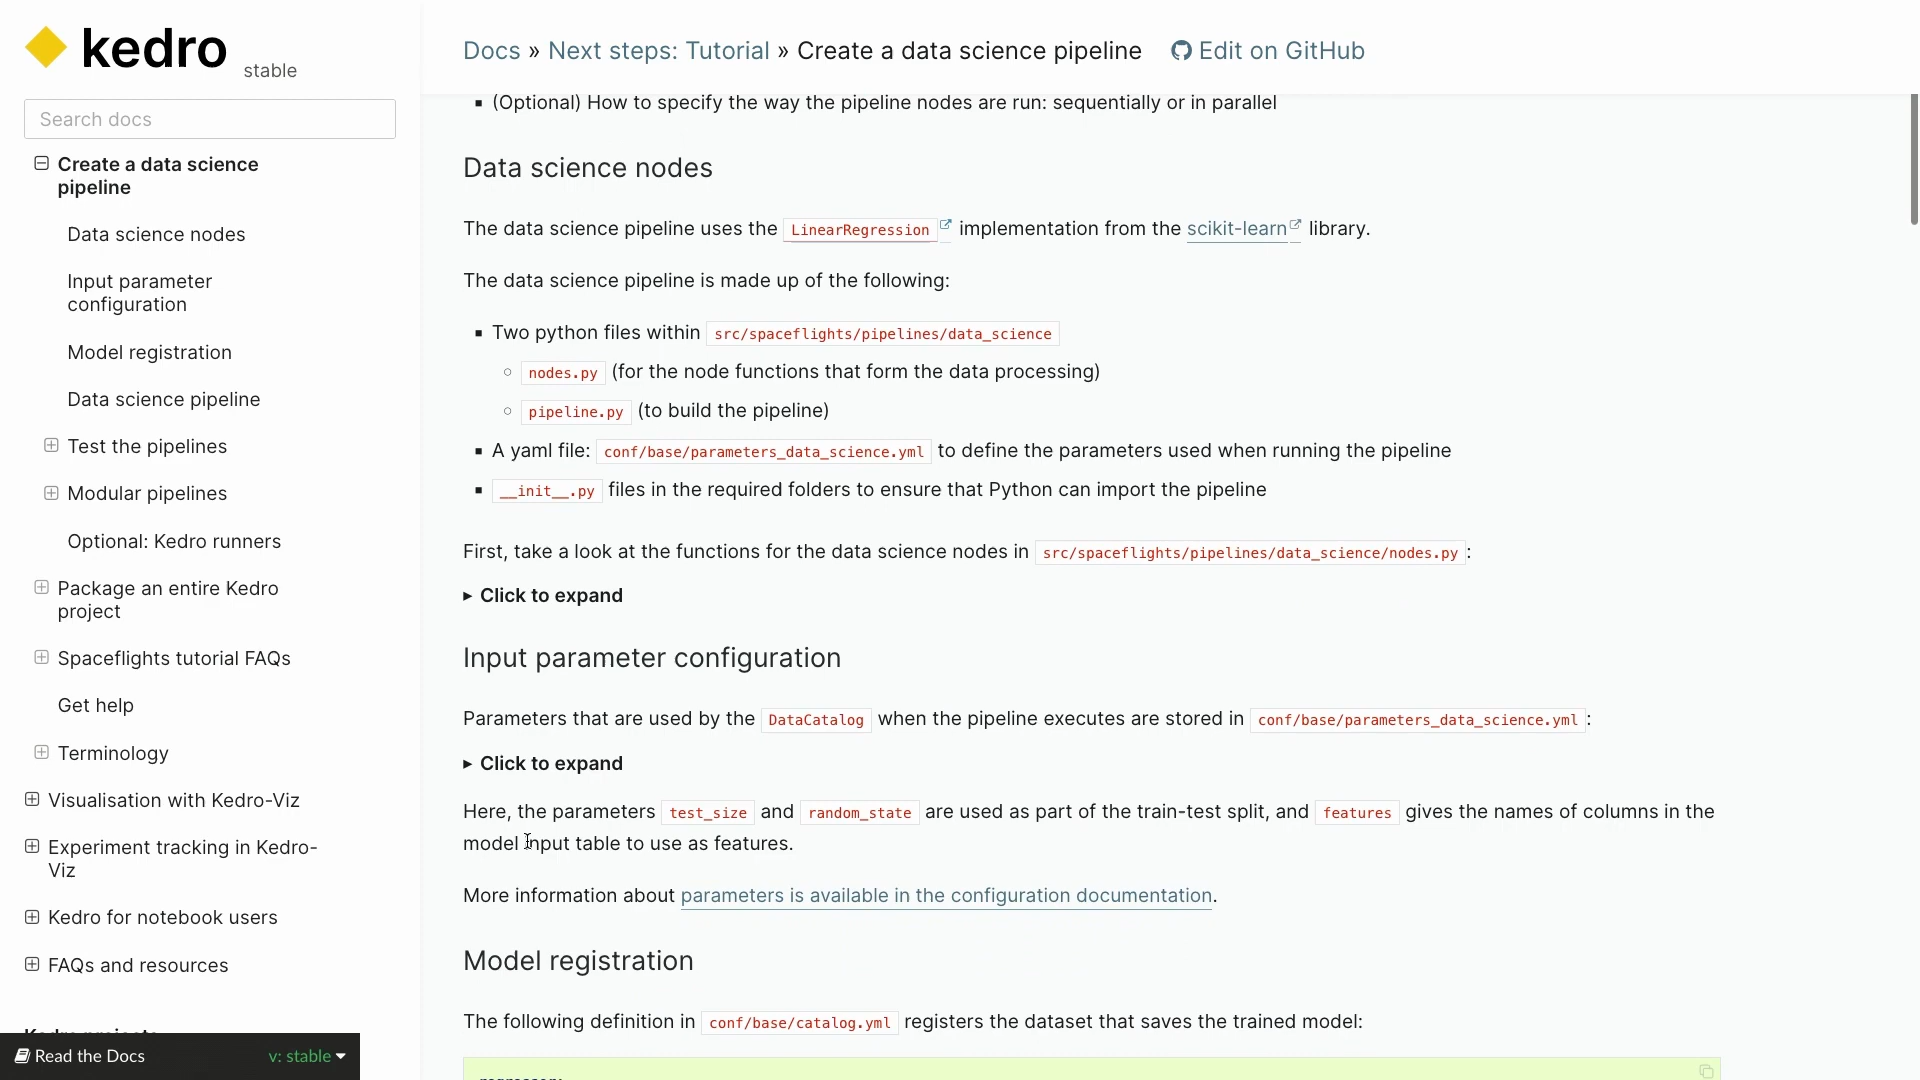 kedro
stable
Search docs
Create a data science
pipeline
Data science nodes
Input parameter
configuration
Model registration
Data science pipeline
Test the pipelines
Modular pipelines
Optional: Kedro runners
Package an entire Kedro
project
Spaceflights tutorial FAQs
Get help
Terminology
Visualisation with Kedro-Viz
Experiment tracking in Kedro-
Viz
Kedro for notebook users
FAQs and resources
Read the Docs v: stable
Docs » Next steps: Tutorial » Create a data science pipeline Edit on GitHub
(Optional) How to specify the way the pipeline nodes are run: sequentially or in parallel
Data science nodes
The data science pipeline uses the LinearRegression implementation from the scikit-learn library.
The data science pipeline is made up of the following:
Two python files within src/spaceflights/pipelines/data_science
nodes.py (for the node functions that form the data processing)
pipeline.py (to build the pipeline)
A yaml file: conf/base/parameters_data_science.yml to define the parameters used when running the pipeline
__init__.py files in the required folders to ensure that Python can import the pipeline
First, take a look at the functions for the data science nodes in src/spaceflights/pipelines/data_science/nodes.py :
Click to expand
Input parameter configuration
Parameters that are used by the DataCatalog when the pipeline executes are stored in conf/base/parameters_data_science.yml :
Click to expand
Here, the parameters test_size and random_state are used as part of the train-test split, and features gives the names of columns in the
model input table to use as features.
More information about parameters is available in the configuration documentation.
Model registration
The following definition in conf/base/catalog.yml registers the dataset that saves the trained model: